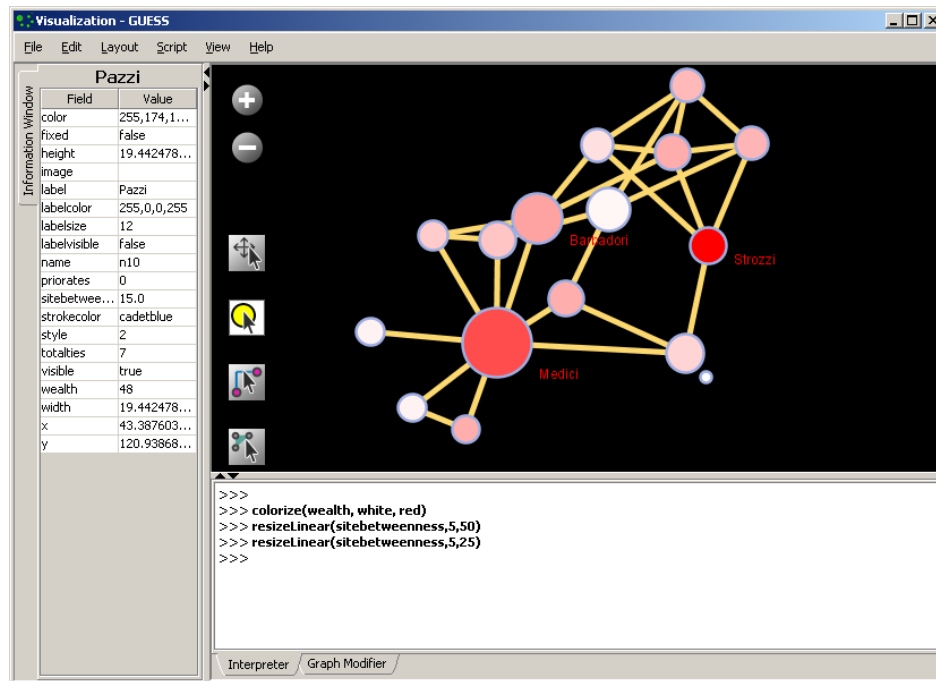 Visualization - GUESS
File Edit Layout Script View Help
Information Window
Pazzi
Field Value
color 255,174,1...
fixed false
height 19.442478...
image
label Pazzi
labelcolor 255,0,0,255
labelsize 12
labelvisible false
name n10
priorates 0
sitebetwee... 15.0
strokecolor cadetblue
style 2
totalties 7
visible true
wealth 48
width 19.442478...
x 43.387603...
y 120.93868...
Barbadori
Strozzi
Medici
>>>
>>> colorize(wealth, white, red)
>>> resizeLinear(sitebetweenness,5,50)
>>> resizeLinear(sitebetweenness,5,25)
>>>
Interpreter Graph Modifier